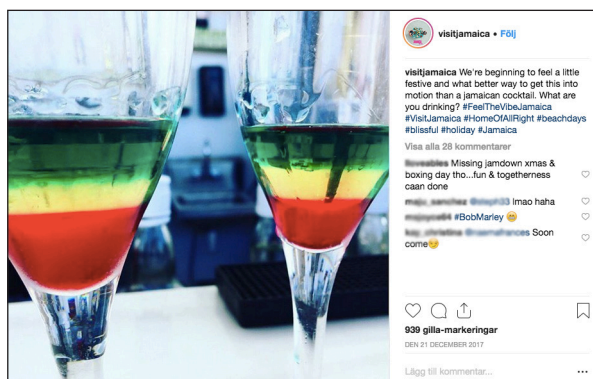 visitjamaica • Följ
visitjamaica We're beginning to feel a little
festive and what better way to get this into
motion than a jamaican cocktail. What are
you drinking? #FeelTheVibeJamaica
#VisitJamaica #HomeOfAllRight #beachdays
#blissful #holiday #Jamaica
Visa alla 28 kommentarer
Missing jamdown xmas &
boxing day tho...fun & togetherness
caan done
lmao haha
#BobMarley 😁
Soon
come😏
939 gilla-markeringar
DEN 21 DECEMBER 2017
Lägg till kommentar...